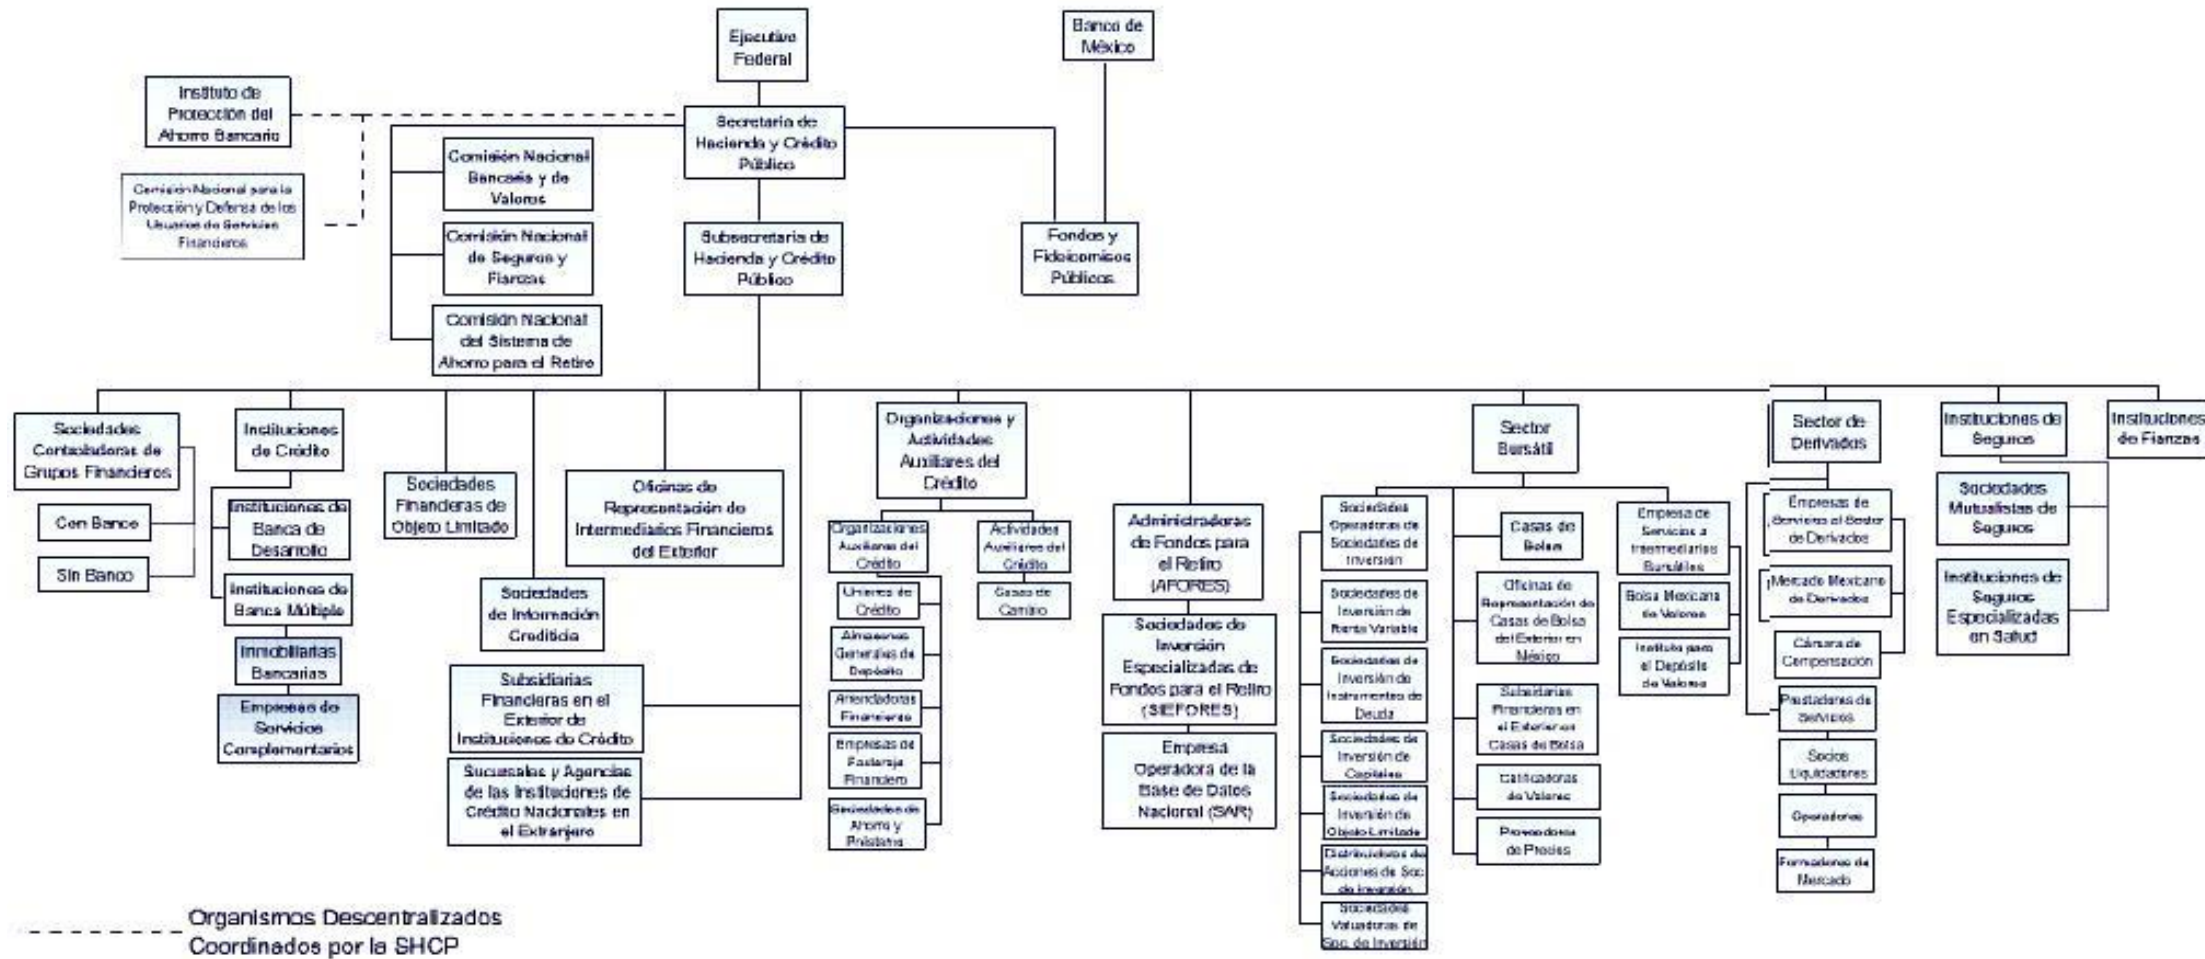 Ejecutivo
Federal
Banco de
México
Instituto de
Protección del
Ahorro Bancario
Secretaria de
Hacienda y Crédito
Público
Comisión Nacional
Bancaria y de
Valores
Comisión Nacional para la
Protección y Defensa de los
Usuarios de Servicios
Financieros
Comisión Nacional
de Seguros y
Fianzas
Subsecretaria de
Hacienda y Crédito
Público
Fondos y
Fideicomisos
Públicos
Comisión Nacional
del Sistema de
Ahorro para el Retiro
Sociedades
Controladoras de
Grupos Financieros
Con Banco
Sin Banco
Instituciones
de Crédito
Instituciones de
Banca de
Desarrollo
Instituciones de
Banca Múltiple
Inmobiliarias
Bancarias
Empresas de
Servicios
Complementarios
Sociedades
Financieras de
Objeto Limitado
Sociedades
de Información
Crediticia
Oficinas de
Representación de
Intermediarios Financieros
del Exterior
Subsidiarias
Financieras en el
Exterior de
Instituciones de Crédito
Sucursales y Agencias
de las Instituciones de
Crédito Nacionales en
el Extranjero
Organizaciones y
Actividades
Auxiliares del
Crédito
Organizaciones
Auxiliares del
Crédito
Uniones de
Crédito
Almacenes
Generales de
Depósito
Arrendadoras
Financieras
Empresas de
Factoraje
Financiero
Sociedades de
Ahorro y
Préstamo
Actividades
Auxiliares del
Crédito
Casas de
Cambio
Administradoras
de Fondos para
el Retiro
(AFORES)
Sociedades de
Inversión
Especializadas de
Fondos para el Retiro
(SIEFORES)
Empresa
Operadora de la
Base de Datos
Nacional (SAR)
Sector
Bursátil
Sociedades
Operadoras de
Sociedades de
Inversión
Sociedades de
Inversión de
Renta Variable
Sociedades de
Inversión de
Instrumentos de
Deuda
Sociedades de
Inversión de
Capitales
Sociedades de
Inversión de
Objeto Limitado
Distribuidoras de
Acciones de Soc.
de Inversión
Sociedades
Valuadoras de
Soc. de Inversión
Casas de
Bolsa
Oficinas de
Representación de
Casas de Bolsa
del Exterior en
México
Subsidiarias
Financieras en
el Exterior en
Casas de Bolsa
Calificadoras
de Valores
Proveedores
de Precios
Empresa de
Servicios a
Intermediarios
Bursátiles
Bolsa Mexicana
de Valores
Instituto para
el Depósito
de Valores
Sector de
Derivados
Empresas de
Servicios al Sector
de Derivados
Mercado Mexicano
de Derivados
Cámara de
Compensación
Prestadores de
Servicios
Socios
Liquidadores
Operadores
Formadores de
Mercado
Instituciones de
Seguros
Sociedades
Mutualistas de
Seguros
Instituciones de
Seguros
Especializadas
en Salud
Instituciones
de Fianzas
Organismos Descentralizados
Coordinados por la SHCP